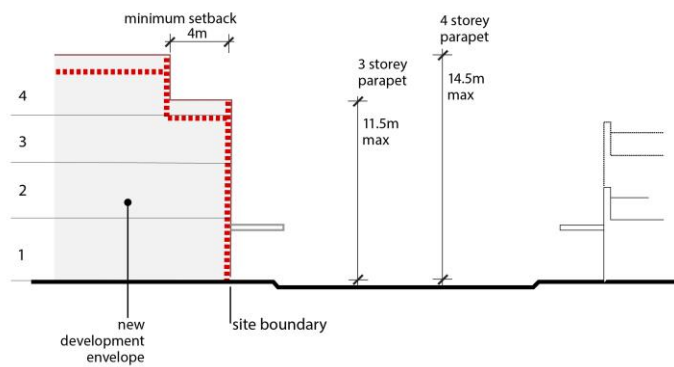 minimum setback
4m
4 storey
parapet
3 storey
parapet
14.5m
max
11.5m
max
4
3
2
1
new
development
envelope
site boundary